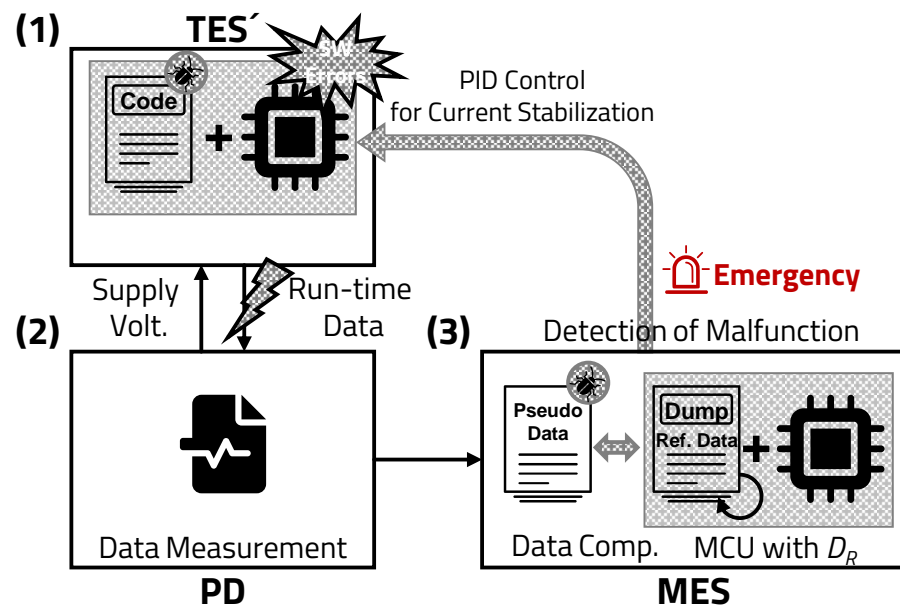 (1)
TES´
SW
Errors
Code
+
PID Control
for Current Stabilization
Emergency
Supply
Volt.
Run-time
Data
(2)
(3)
Detection of Malfunction
Pseudo
Data
Dump
Ref. Data
+
Data Measurement
Data Comp.
MCU with D_R
PD
MES